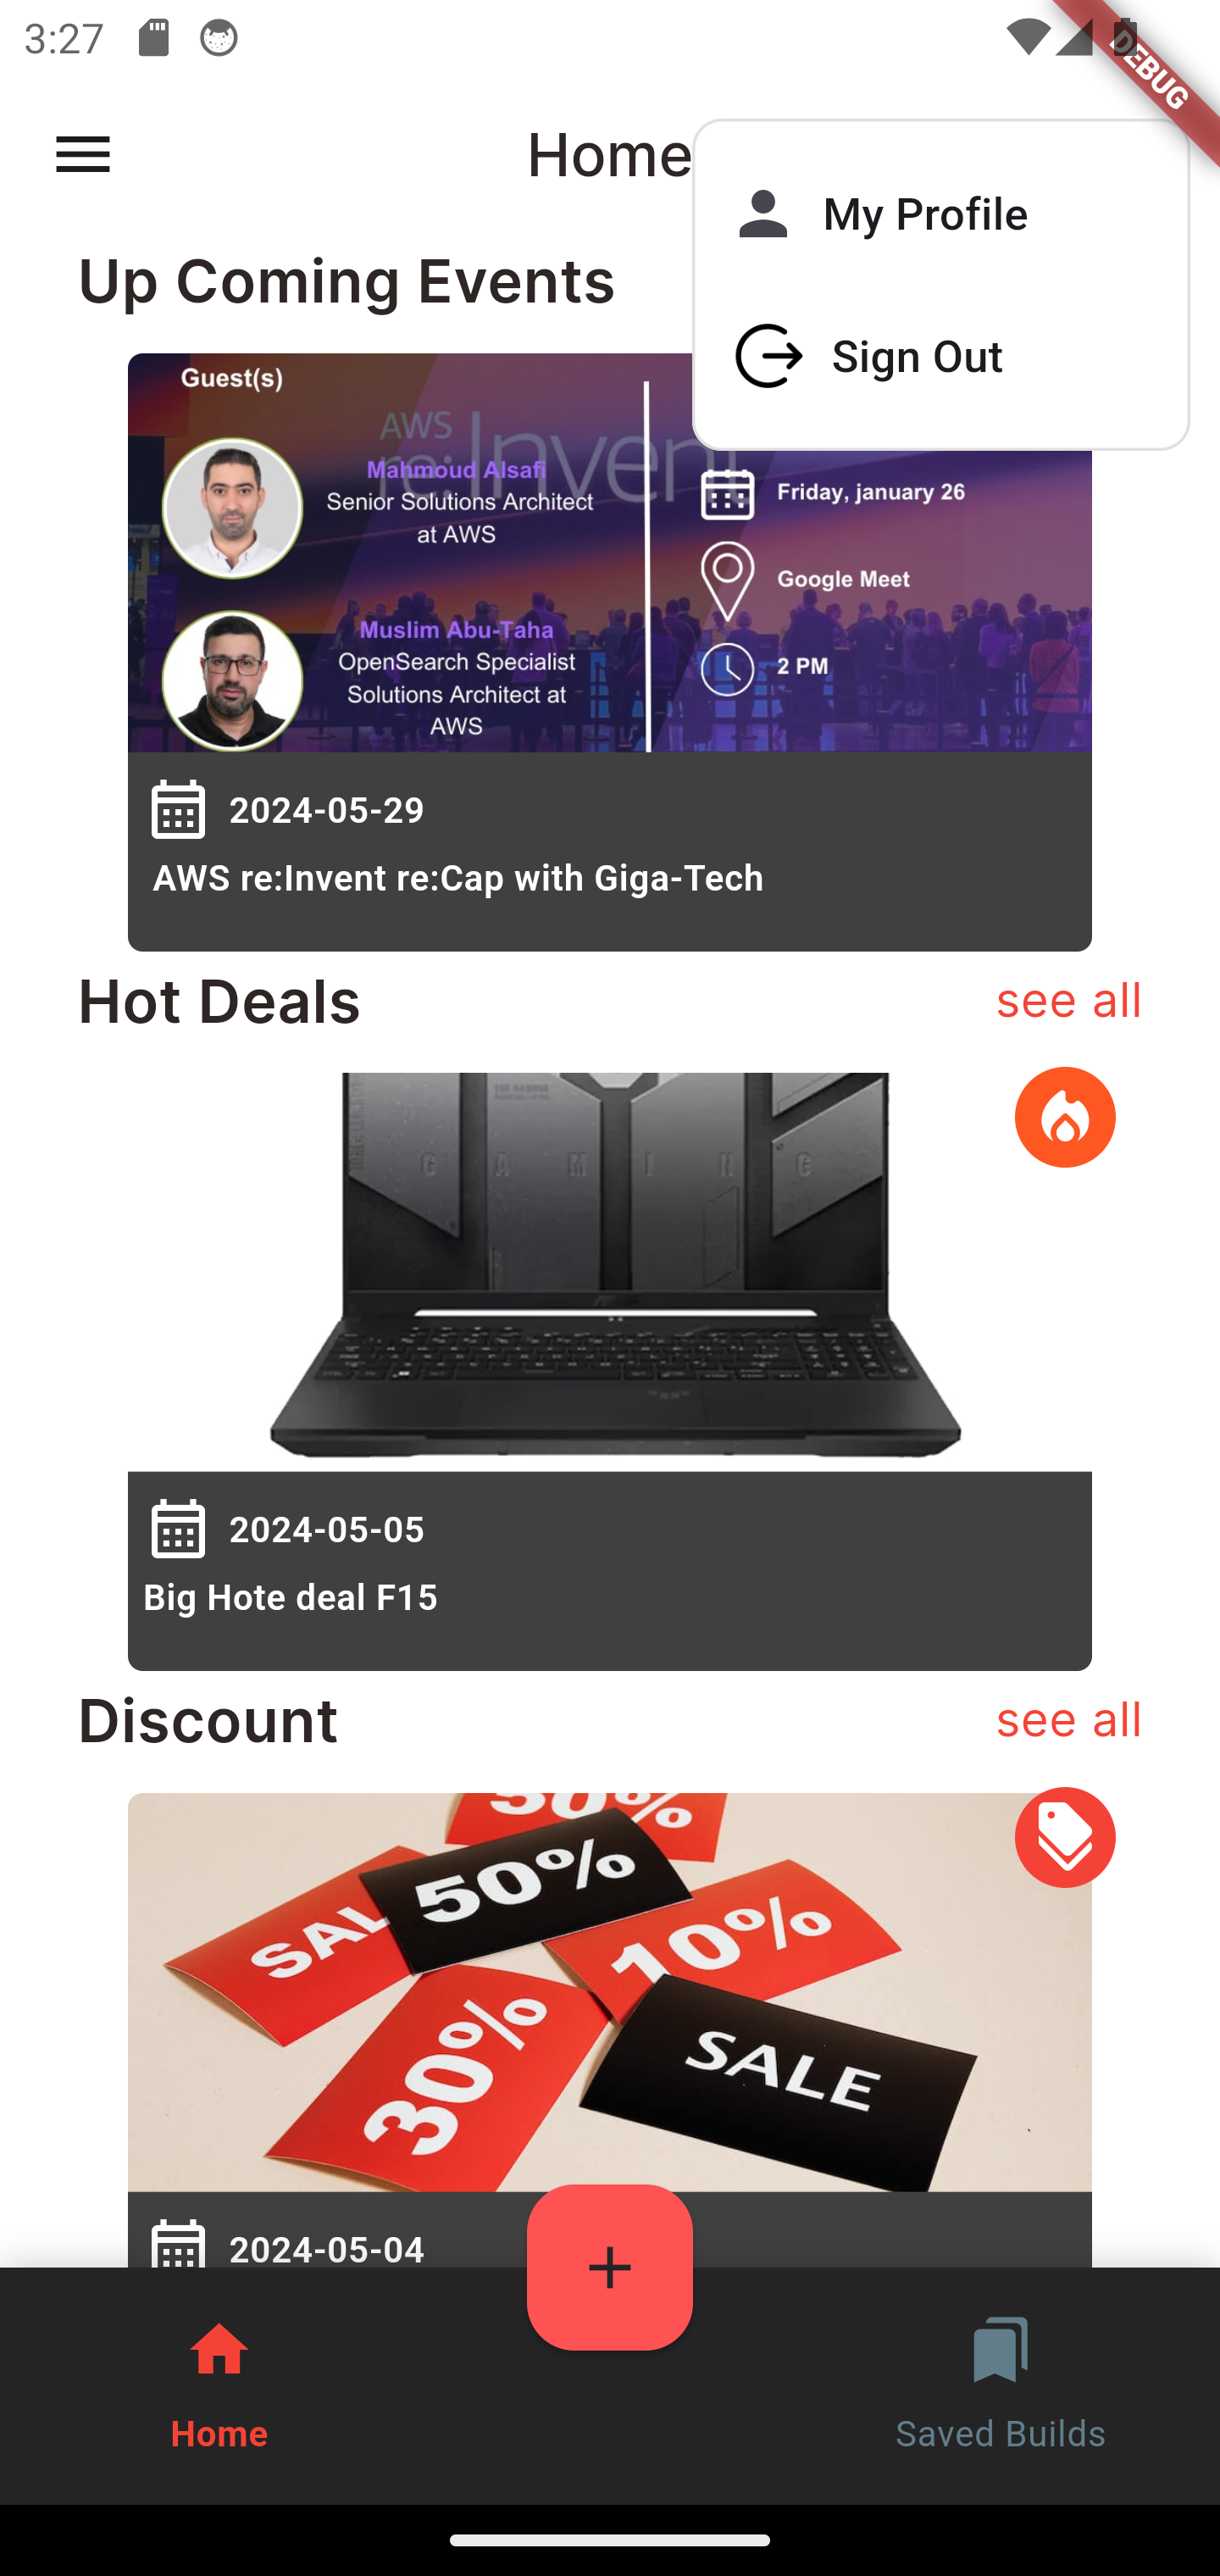 3:27
DEBUG
Home
My Profile
Sign Out
Up Coming Events
Guest(s)
AWS
re:Invent
Mahmoud Alsafi
Senior Solutions Architect
at AWS
Muslim Abu-Taha
OpenSearch Specialist
Solutions Architect at
AWS
Friday, january 26
Google Meet
2 PM
2024-05-29
AWS re:Invent re:Cap with Giga-Tech
Hot Deals
see all
GAMING
2024-05-05
Big Hote deal F15
Discount
see all
50%
50%
SAL
10%
30%
SALE
2024-05-04
+
Home
Saved Builds